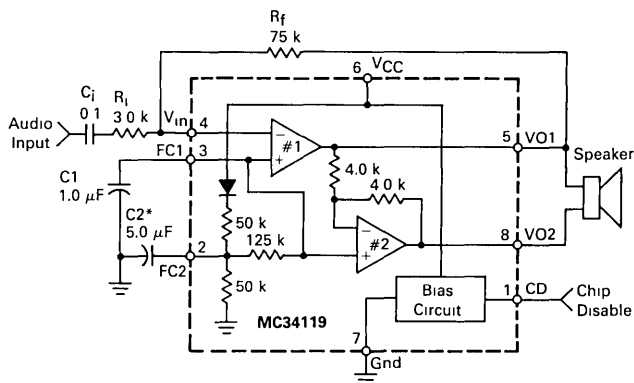 Rf
75 k
6 VCC
Ci
0 1
Ri
3 0 k
Vin 4
Audio
Input
#1
5 VO1
FC1 3
Speaker
4.0 k
C1
1.0 µF
4 0 k
C2*
5.0 µF
50 k
125 k
#2
8 VO2
2
FC2
50 k
Bias
Circuit
1 CD
Chip
Disable
MC34119
7
Gnd